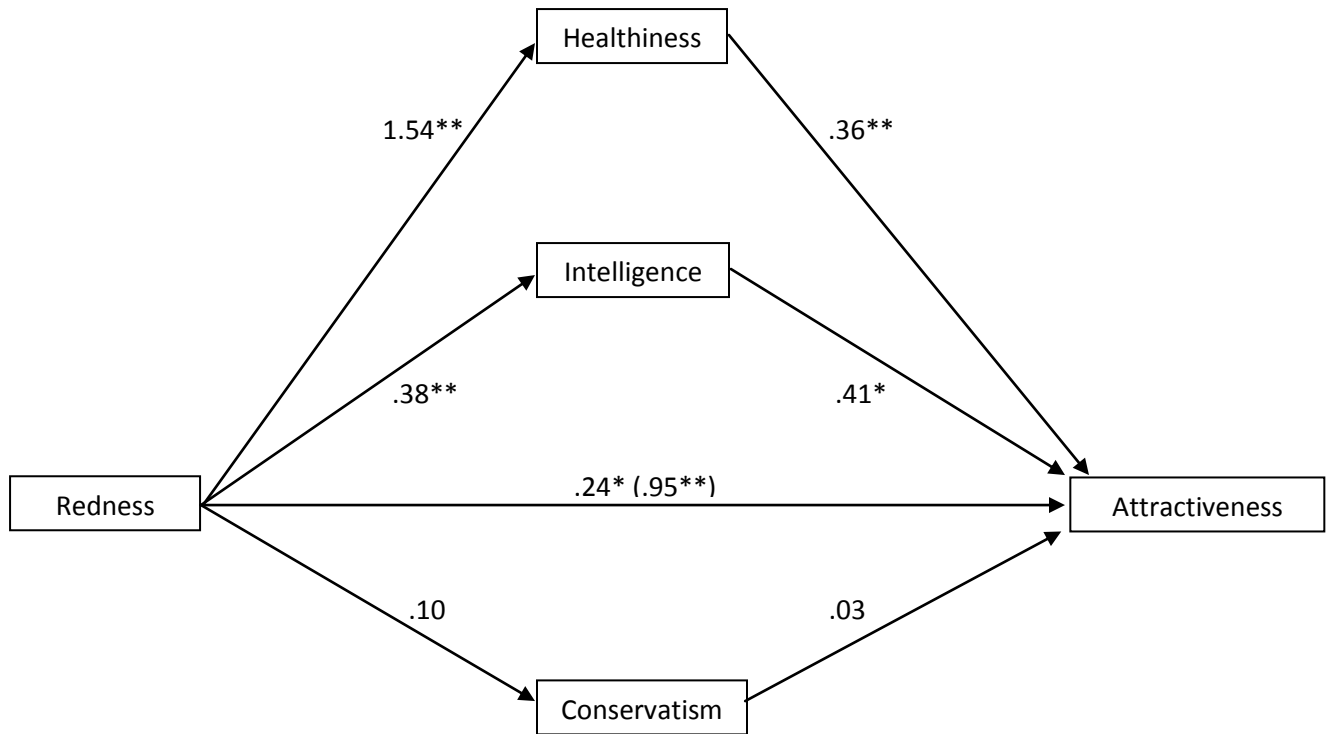 Healthiness
1.54**
.36**
Intelligence
.38**
.41*
.24* (.95**)
Redness
Attractiveness
.10
.03
Conservatism